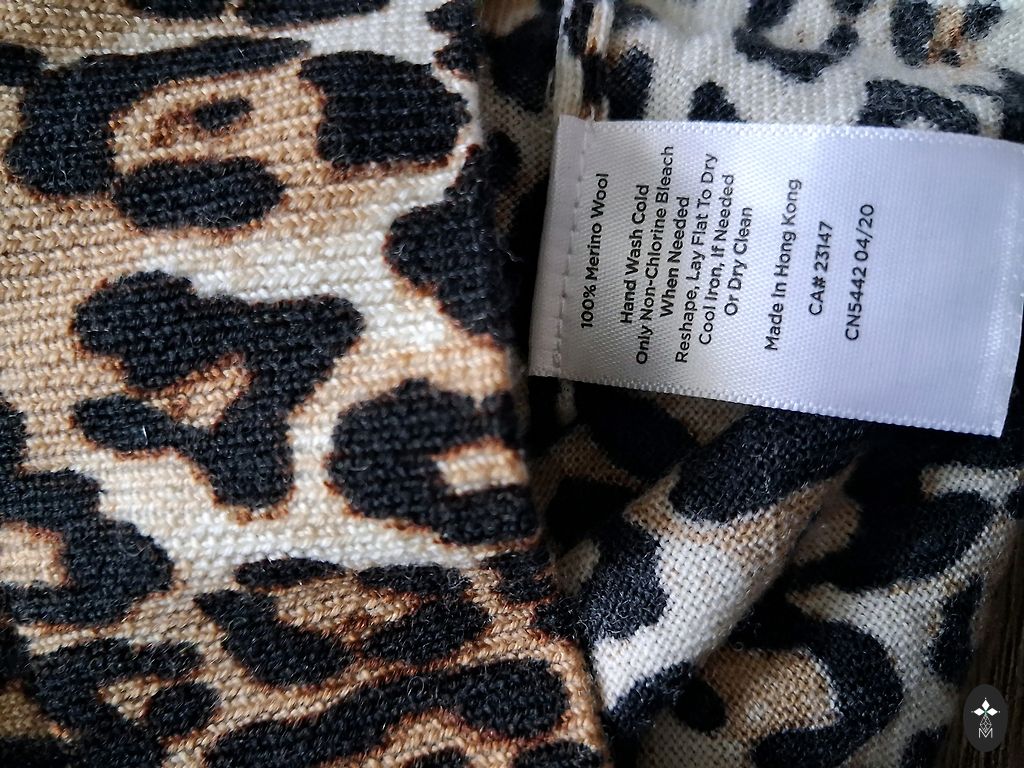 100% Merino Wool
Hand Wash Cold
Only Non-Chlorine Bleach
When Needed
Reshape, Lay Flat To Dry
Cool Iron, If Needed
Or Dry Clean
Made In Hong Kong
CA# 23147
CN5442 04/20
M